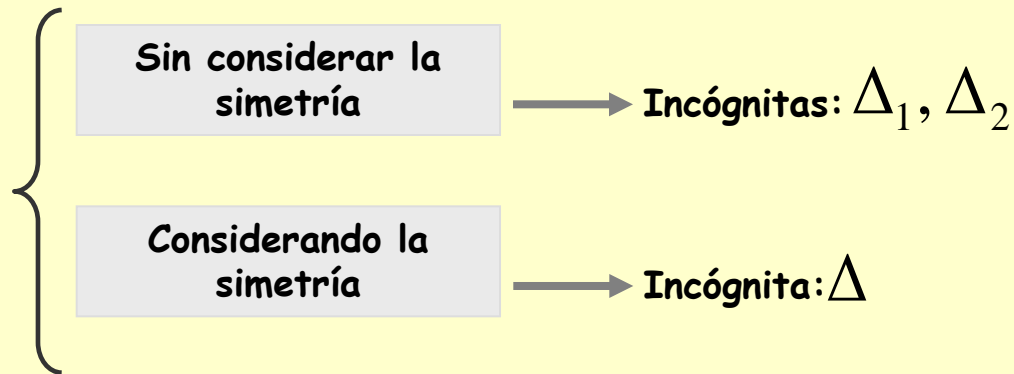 Sin considerar la
simetría
Incógnitas: Δ₁, Δ₂
Considerando la
simetría
Incógnita: Δ